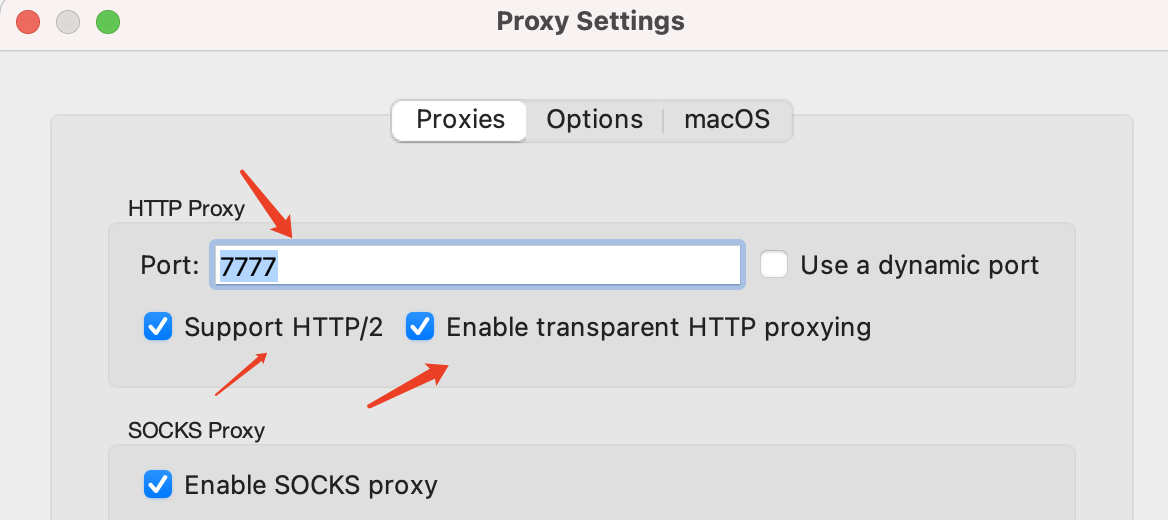 Proxy Settings
Proxies Options macOS
HTTP Proxy
Port: 7777 Use a dynamic port
Support HTTP/2 Enable transparent HTTP proxying
SOCKS Proxy
Enable SOCKS proxy